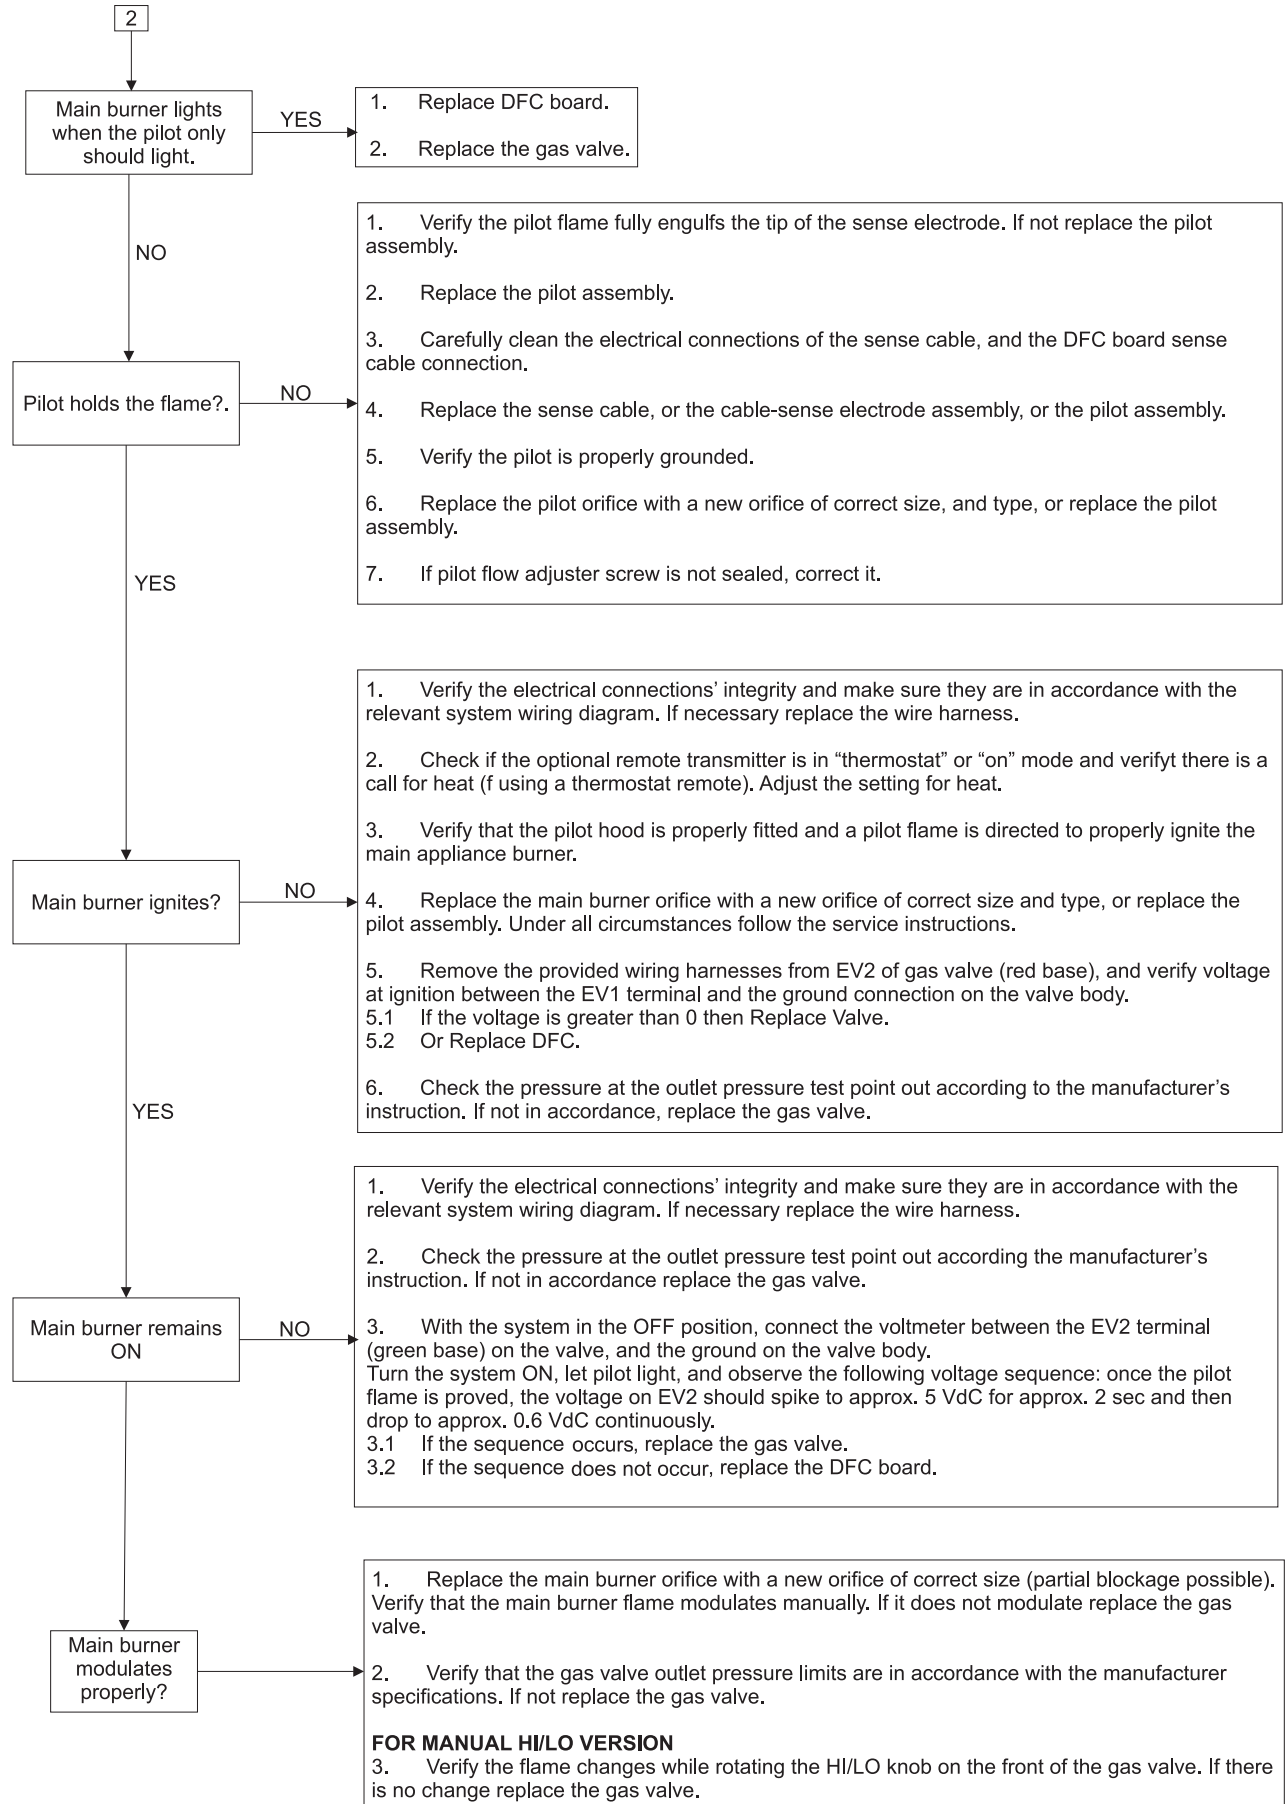 2
Main burner lights
when the pilot only
should light.
YES
1. Replace DFC board.
2. Replace the gas valve.
NO
1. Verify the pilot flame fully engulfs the tip of the sense electrode. If not replace the pilot
assembly.
2. Replace the pilot assembly.
3. Carefully clean the electrical connections of the sense cable, and the DFC board sense
cable connection.
Pilot holds the flame?.
NO
4. Replace the sense cable, or the cable-sense electrode assembly, or the pilot assembly.
5. Verify the pilot is properly grounded.
6. Replace the pilot orifice with a new orifice of correct size, and type, or replace the pilot
assembly.
7. If pilot flow adjuster screw is not sealed, correct it.
YES
1. Verify the electrical connections’ integrity and make sure they are in accordance with the
relevant system wiring diagram. If necessary replace the wire harness.
2. Check if the optional remote transmitter is in “thermostat” or “on” mode and verifyt there is a
call for heat (f using a thermostat remote). Adjust the setting for heat.
3. Verify that the pilot hood is properly fitted and a pilot flame is directed to properly ignite the
main appliance burner.
Main burner ignites?
NO
4. Replace the main burner orifice with a new orifice of correct size and type, or replace the
pilot assembly. Under all circumstances follow the service instructions.
5. Remove the provided wiring harnesses from EV2 of gas valve (red base), and verify voltage
at ignition between the EV1 terminal and the ground connection on the valve body.
5.1 If the voltage is greater than 0 then Replace Valve.
5.2 Or Replace DFC.
6. Check the pressure at the outlet pressure test point out according to the manufacturer’s
instruction. If not in accordance, replace the gas valve.
YES
1. Verify the electrical connections’ integrity and make sure they are in accordance with the
relevant system wiring diagram. If necessary replace the wire harness.
2. Check the pressure at the outlet pressure test point out according the manufacturer’s
instruction. If not in accordance replace the gas valve.
Main burner remains
ON
NO
3. With the system in the OFF position, connect the voltmeter between the EV2 terminal
(green base) on the valve, and the ground on the valve body.
Turn the system ON, let pilot light, and observe the following voltage sequence: once the pilot
flame is proved, the voltage on EV2 should spike to approx. 5 VdC for approx. 2 sec and then
drop to approx. 0.6 VdC continuously.
3.1 If the sequence occurs, replace the gas valve.
3.2 If the sequence does not occur, replace the DFC board.
Main burner
modulates
properly?
1. Replace the main burner orifice with a new orifice of correct size (partial blockage possible).
Verify that the main burner flame modulates manually. If it does not modulate replace the gas
valve.
2. Verify that the gas valve outlet pressure limits are in accordance with the manufacturer
specifications. If not replace the gas valve.
FOR MANUAL HI/LO VERSION
3. Verify the flame changes while rotating the HI/LO knob on the front of the gas valve. If there
is no change replace the gas valve.